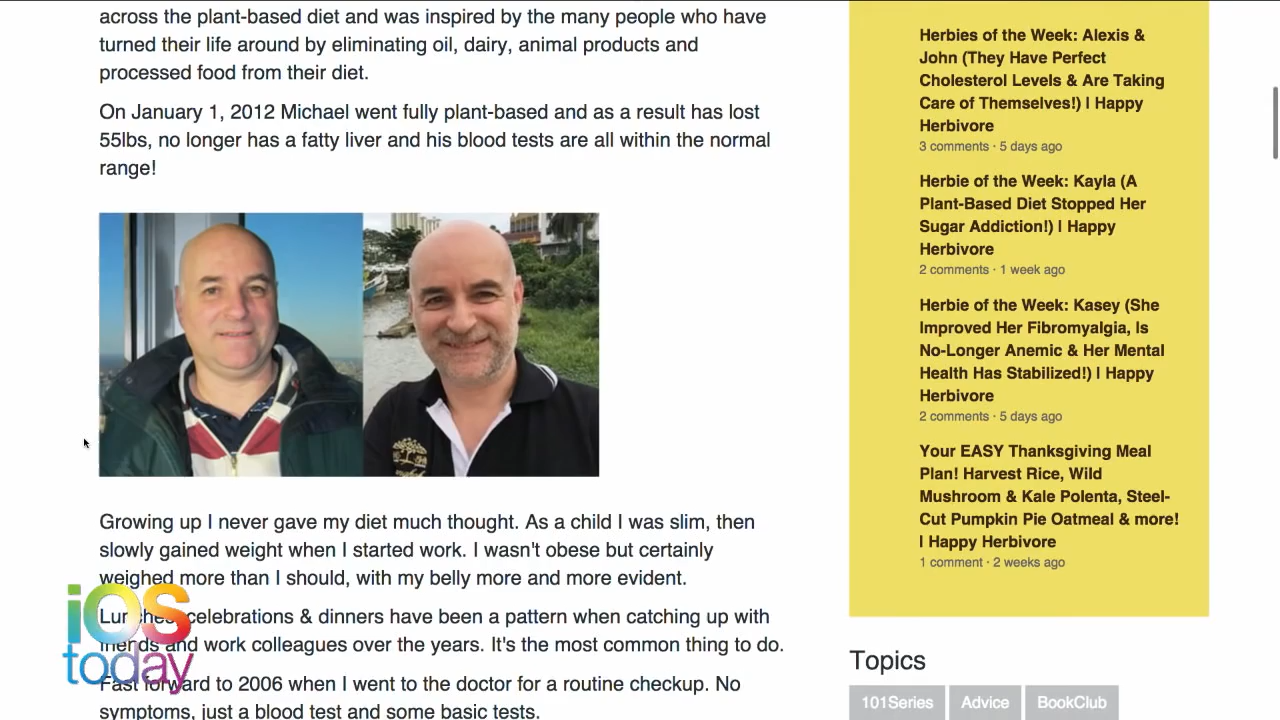 across the plant-based diet and was inspired by the many people who have
turned their life around by eliminating oil, dairy, animal products and
processed food from their diet.
On January 1, 2012 Michael went fully plant-based and as a result has lost
55lbs, no longer has a fatty liver and his blood tests are all within the normal
range!
Growing up I never gave my diet much thought. As a child I was slim, then
slowly gained weight when I started work. I wasn't obese but certainly
weighed more than I should, with my belly more and more evident.
Lunches, celebrations & dinners have been a pattern when catching up with
friends and work colleagues over the years. It's the most common thing to do.
Fast forward to 2006 when I went to the doctor for a routine checkup. No
symptoms, just a blood test and some basic tests.
iOS
today
Herbies of the Week: Alexis &
John (They Have Perfect
Cholesterol Levels & Are Taking
Care of Themselves!) | Happy
Herbivore
3 comments · 5 days ago
Herbie of the Week: Kayla (A
Plant-Based Diet Stopped Her
Sugar Addiction!) | Happy
Herbivore
2 comments · 1 week ago
Herbie of the Week: Kasey (She
Improved Her Fibromyalgia, Is
No-Longer Anemic & Her Mental
Health Has Stabilized!) | Happy
Herbivore
2 comments · 5 days ago
Your EASY Thanksgiving Meal
Plan! Harvest Rice, Wild
Mushroom & Kale Polenta, Steel-
Cut Pumpkin Pie Oatmeal & more!
| Happy Herbivore
1 comment · 2 weeks ago
Topics
101Series Advice BookClub